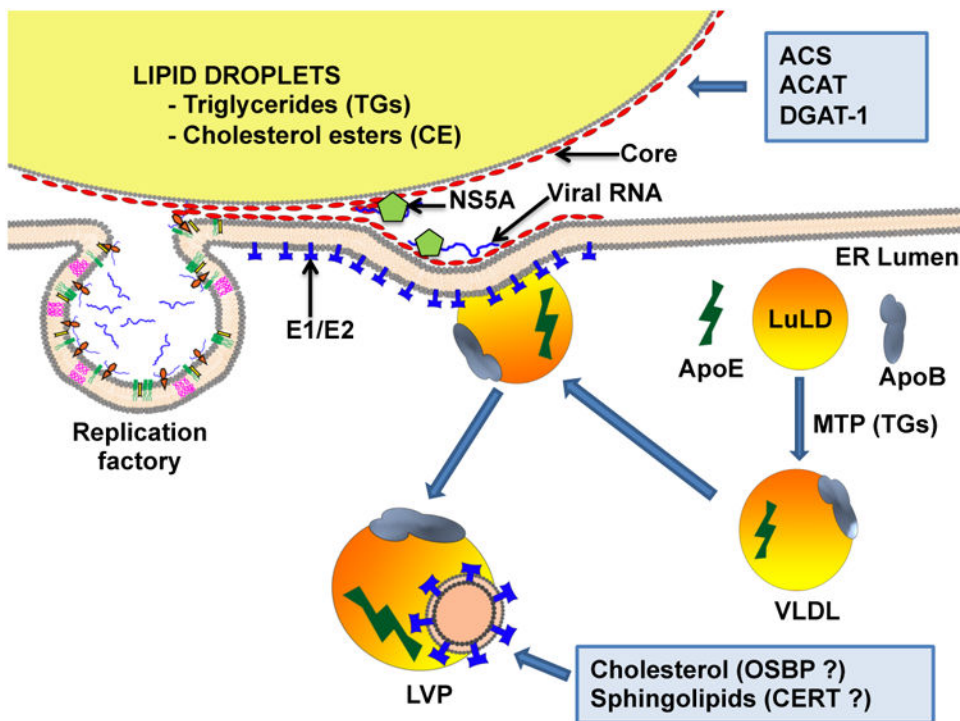 LIPID DROPLETS
- Triglycerides (TGs)
- Cholesterol esters (CE)
ACS
ACAT
DGAT-1
Core
NS5A
Viral RNA
ER Lumen
E1/E2
LuLD
ApoE
ApoB
Replication
factory
MTP (TGs)
VLDL
LVP
Cholesterol (OSBP ?)
Sphingolipids (CERT ?)